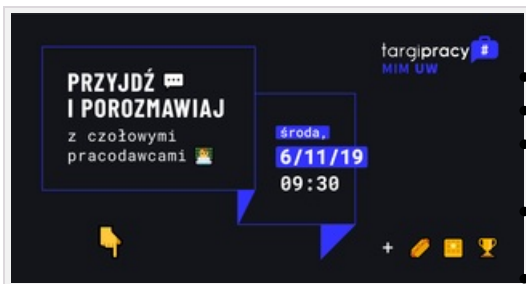 PRZYJDŹ 💬
I POROZMAWIAJ
z czołowymi
pracodawcami 👨‍💻
środa,
6/11/19
09:30
targipracy #
MIM UW
+ 🌭 🎫 🏆